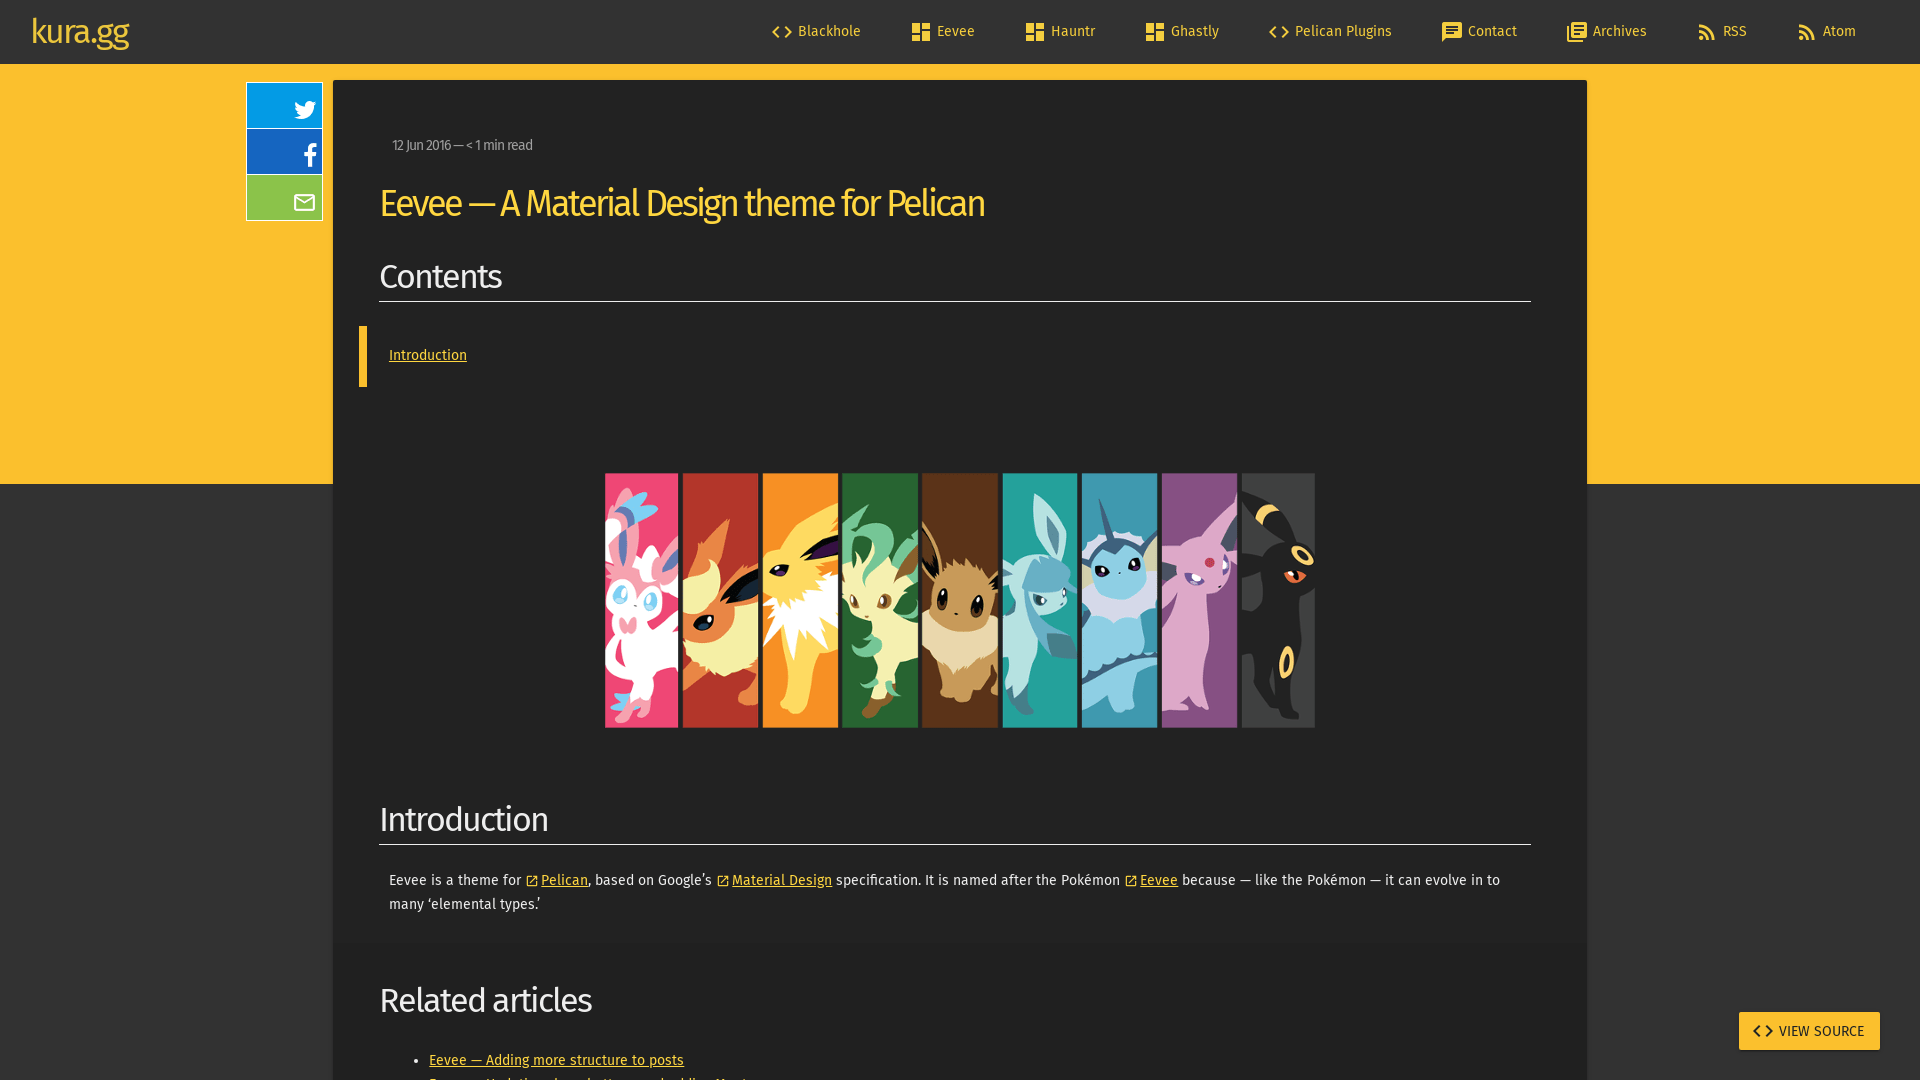 kura.gg
Blackhole
Eevee
Hauntr
Ghastly
Pelican Plugins
Contact
Archives
RSS
Atom
12 Jun 2016 — < 1 min read
Eevee — A Material Design theme for Pelican
Contents
Introduction
Introduction
Eevee is a theme for Pelican, based on Google’s Material Design specification. It is named after the Pokémon Eevee because — like the Pokémon — it can evolve in to
many ‘elemental types.’
Related articles
Eevee — Adding more structure to posts
VIEW SOURCE